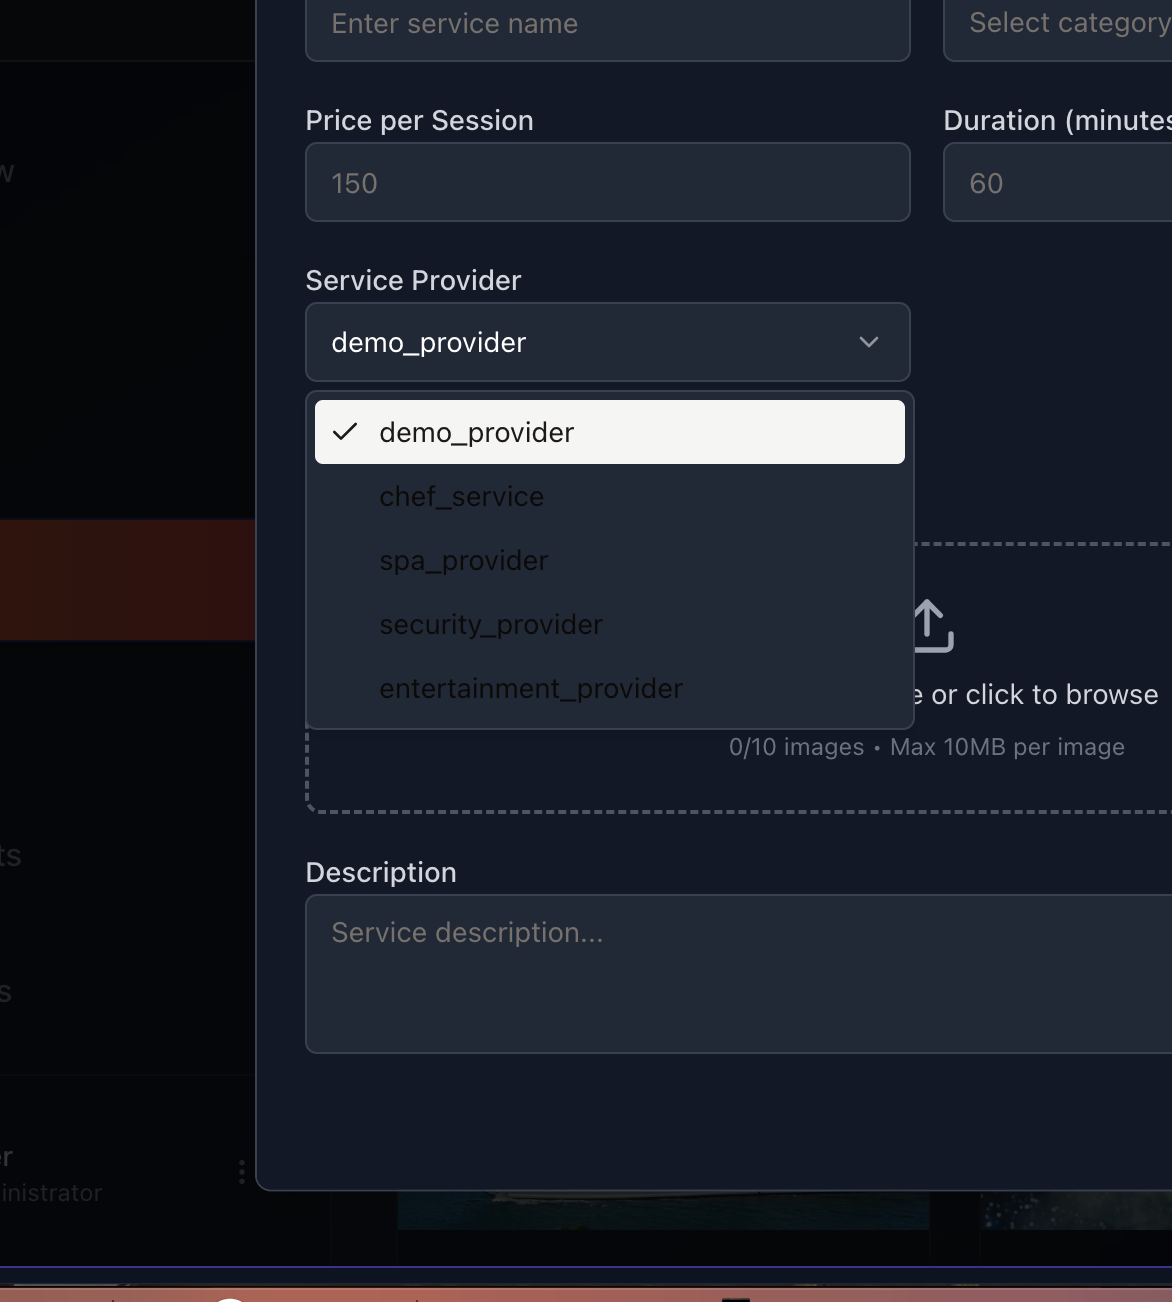 Enter service name
Select category
Price per Session
Duration (minutes
150
60
Service Provider
demo_provider
demo_provider
chef_service
spa_provider
security_provider
entertainment_provider
e or click to browse
0/10 images • Max 10MB per image
Description
Service description...
w
ts
s
er
inistrator